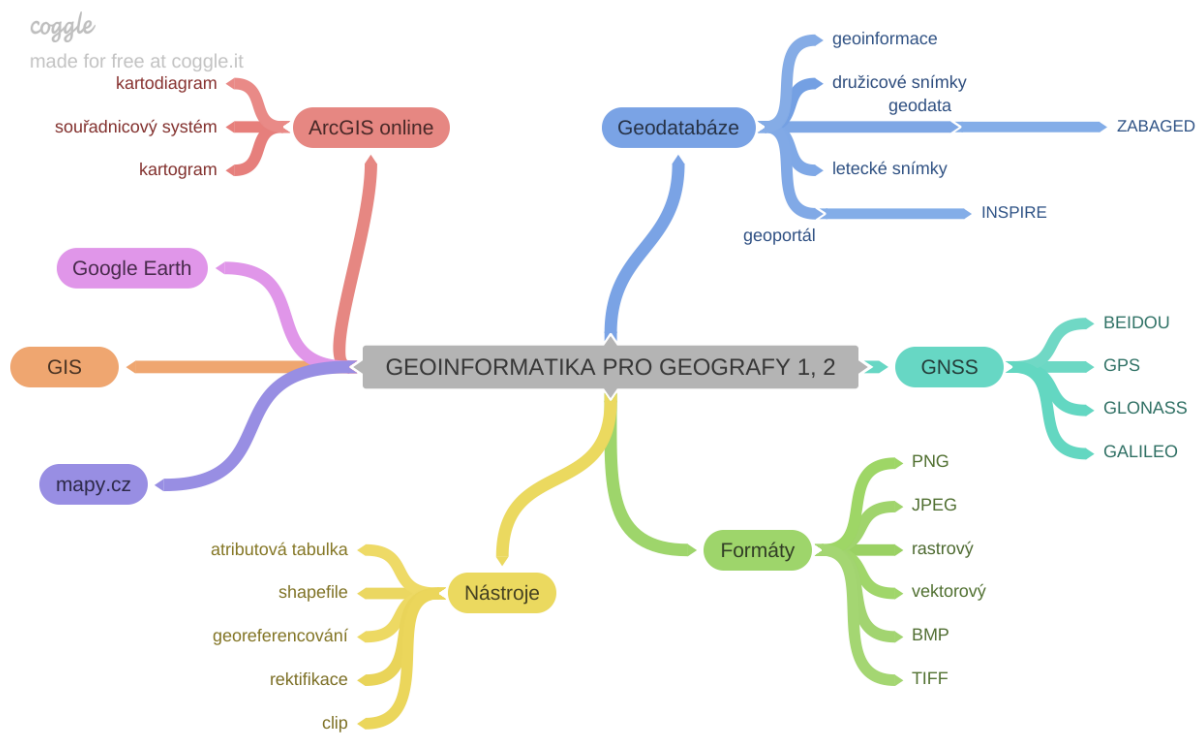 coggle
made for free at coggle.it
kartodiagram
souřadnicový systém
kartogram
ArcGIS online
Google Earth
GIS
mapy.cz
GEOINFORMATIKA PRO GEOGRAFY 1, 2
Geodatabáze
geoinformace
družicové snímky
geodata
ZABAGED
letecké snímky
geoportál
INSPIRE
GNSS
BEIDOU
GPS
GLONASS
GALILEO
Formáty
PNG
JPEG
rastrový
vektorový
BMP
TIFF
Nástroje
atributová tabulka
shapefile
georeferencování
rektifikace
clip